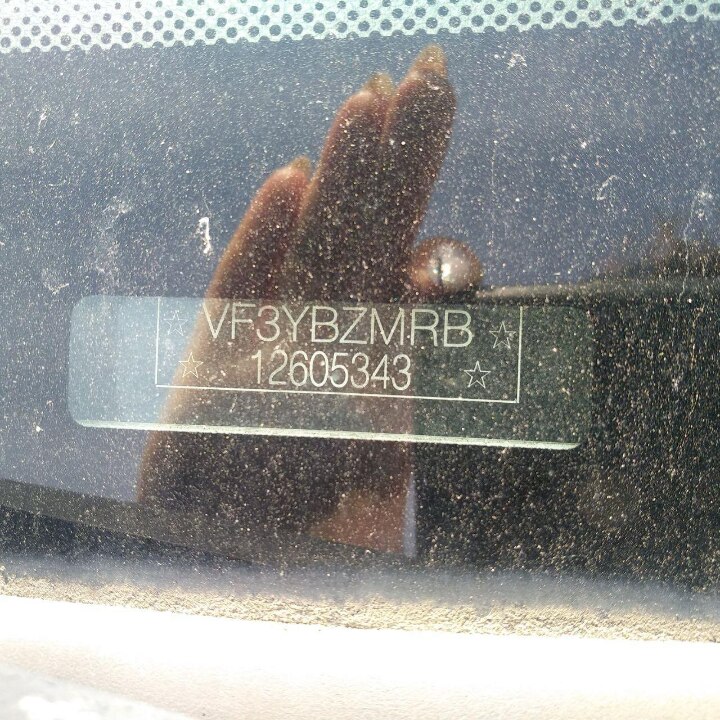 ☆ VF3YBZMRB ☆
☆ 12605343 ☆